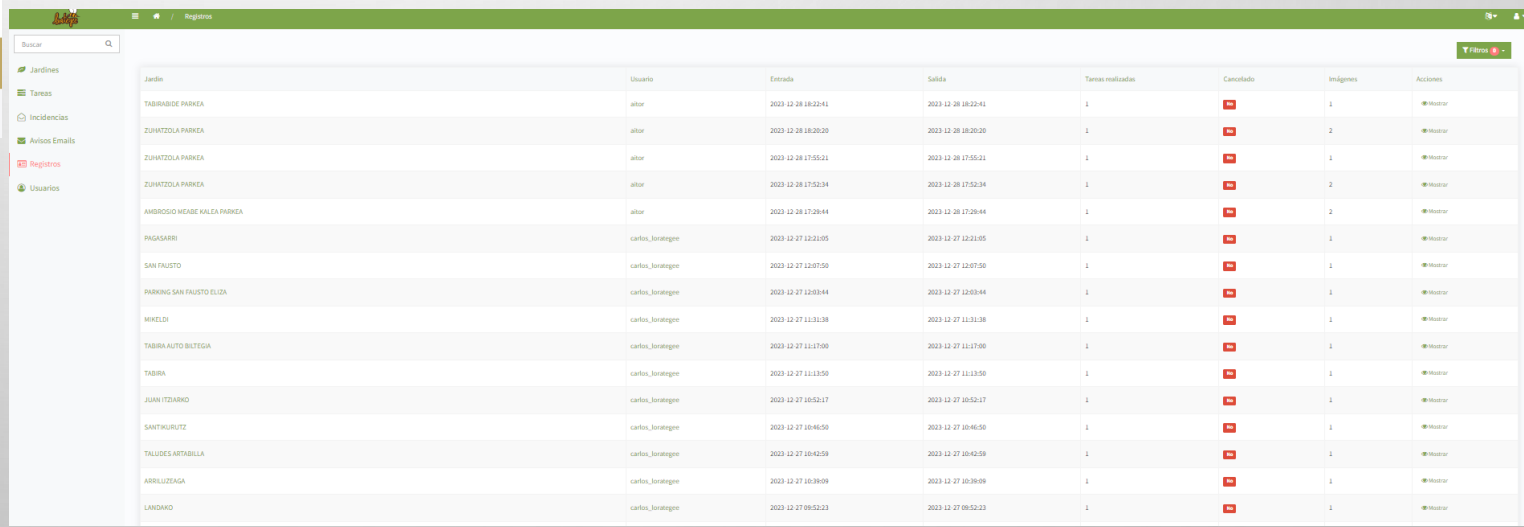 Registros
Buscar
Filtros
Jardines
Tareas
Incidencias
Avisos Emails
Registros
Usuarios
Jardín Usuario Entrada Salida Tareas realizadas Cancelado Imágenes Acciones
TABIRABIDE PARKEA aitor 2023-12-28 18:22:41 2023-12-28 18:22:41 1 No 1 Mostrar
ZUHATZOLA PARKEA aitor 2023-12-28 18:20:20 2023-12-28 18:20:20 1 No 2 Mostrar
ZUHATZOLA PARKEA aitor 2023-12-28 17:55:21 2023-12-28 17:55:21 1 No 1 Mostrar
ZUHATZOLA PARKEA aitor 2023-12-28 17:52:34 2023-12-28 17:52:34 1 No 2 Mostrar
AMBROSIO MEABE KALEA PARKEA aitor 2023-12-28 17:29:44 2023-12-28 17:29:44 1 No 2 Mostrar
PAGASARRI carlos_lorategee 2023-12-27 12:21:05 2023-12-27 12:21:05 1 No 1 Mostrar
SAN FAUSTO carlos_lorategee 2023-12-27 12:07:50 2023-12-27 12:07:50 1 No 1 Mostrar
PARKING SAN FAUSTO ELIZA carlos_lorategee 2023-12-27 12:03:44 2023-12-27 12:03:44 1 No 1 Mostrar
MIKELDI carlos_lorategee 2023-12-27 11:31:38 2023-12-27 11:31:38 1 No 1 Mostrar
TABIRA AUTO BILTEGIA carlos_lorategee 2023-12-27 11:17:00 2023-12-27 11:17:00 1 No 1 Mostrar
TABIRA carlos_lorategee 2023-12-27 11:13:50 2023-12-27 11:13:50 1 No 1 Mostrar
JUAN ITZIARKO carlos_lorategee 2023-12-27 10:52:17 2023-12-27 10:52:17 1 No 1 Mostrar
SANTIKURUTZ carlos_lorategee 2023-12-27 10:46:50 2023-12-27 10:46:50 1 No 1 Mostrar
TALUDES ARTABILLA carlos_lorategee 2023-12-27 10:42:59 2023-12-27 10:42:59 1 No 1 Mostrar
ARRILUZEAGA carlos_lorategee 2023-12-27 10:39:09 2023-12-27 10:39:09 1 No 1 Mostrar
LANDAKO carlos_lorategee 2023-12-27 09:52:23 2023-12-27 09:52:23 1 No 1 Mostrar